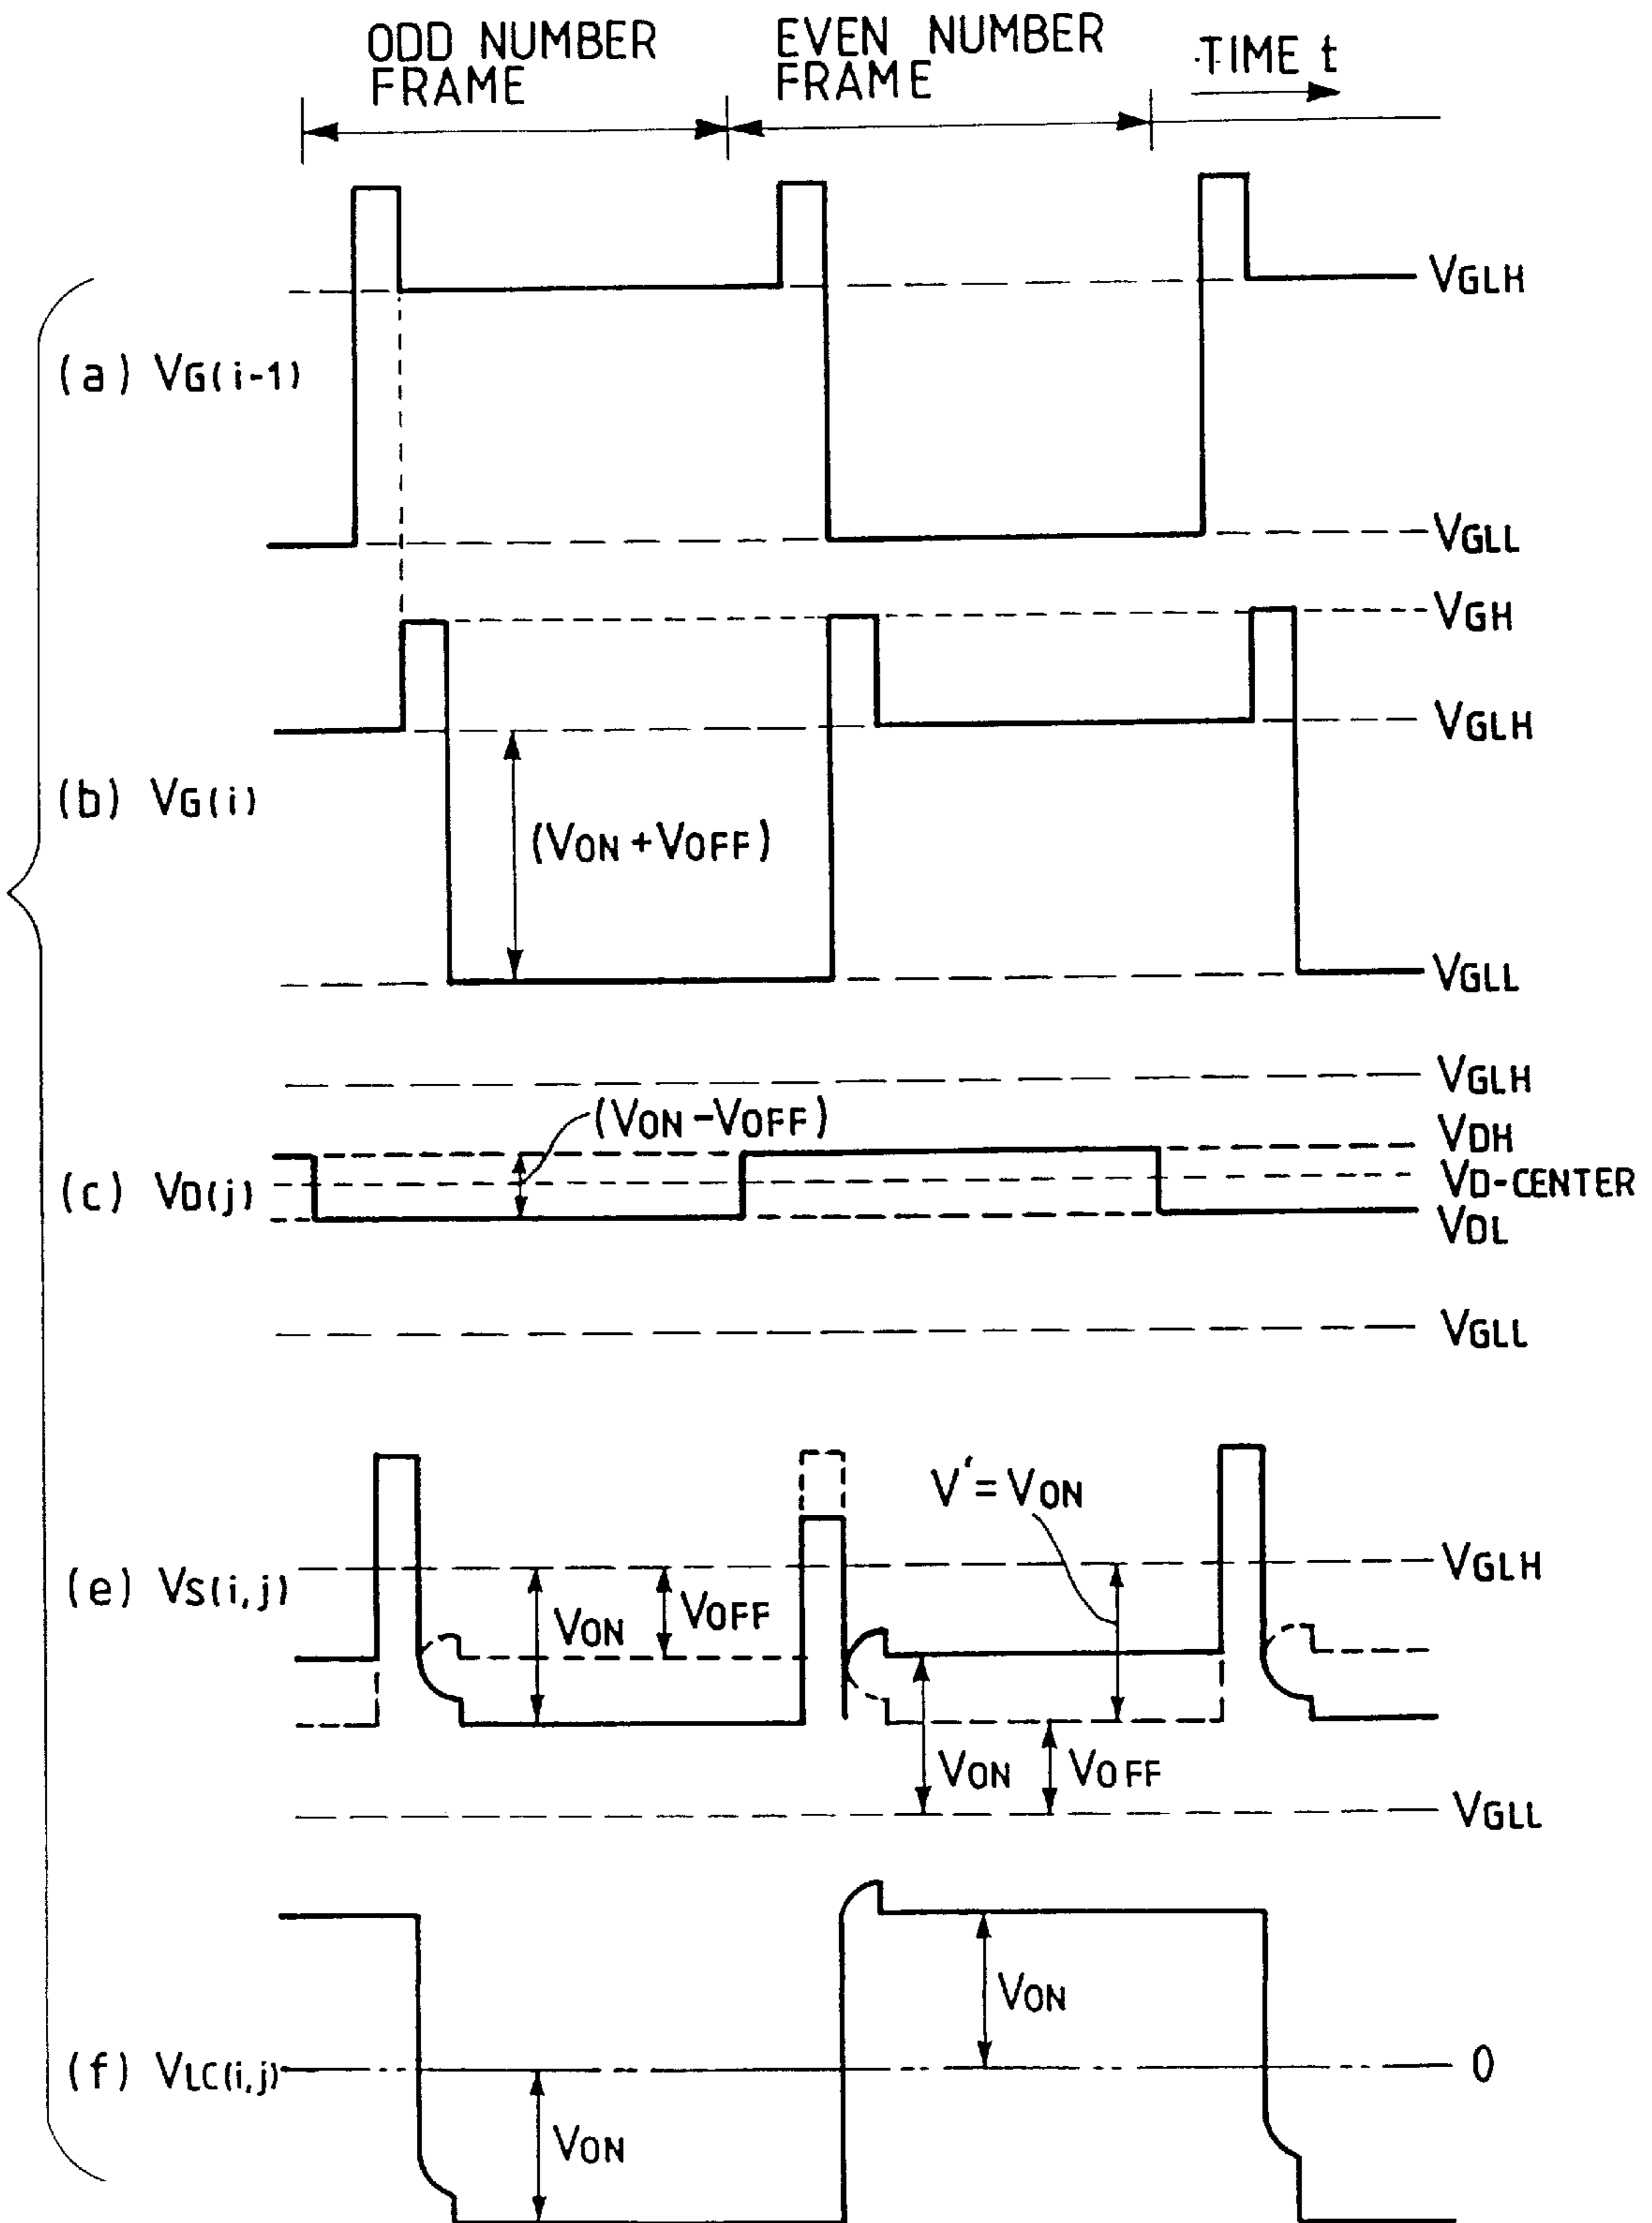 ODD NUMBER
FRAME
EVEN NUMBER
FRAME
TIME t
VGLH
(a) VG(i-1)
VGLL
VGH
VGLH
(b) VG(i)
(VON+VOFF)
VGLL
VGLH
(VON-VOFF)
VDH
(c) VD(j)
VD-CENTER
VDL
VGLL
V'=VON
VGLH
(e) VS(i,j)
VON
VOFF
VON
VOFF
VGLL
VON
(f) VLC(i,j)
0
VON